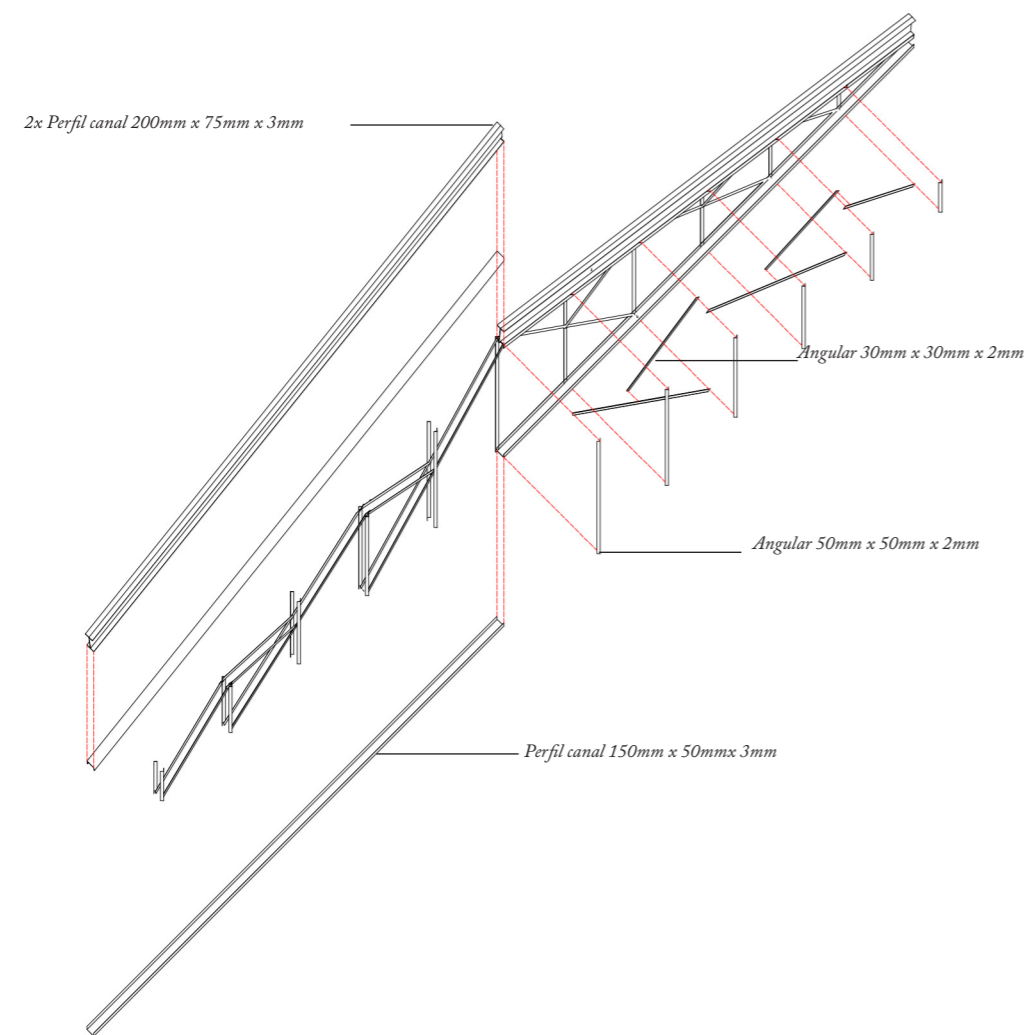 2x Perfil canal 200mm x 75mm x 3mm
Angular 30mm x 30mm x 2mm
Angular 50mm x 50mm x 2mm
Perfil canal 150mm x 50mmx 3mm